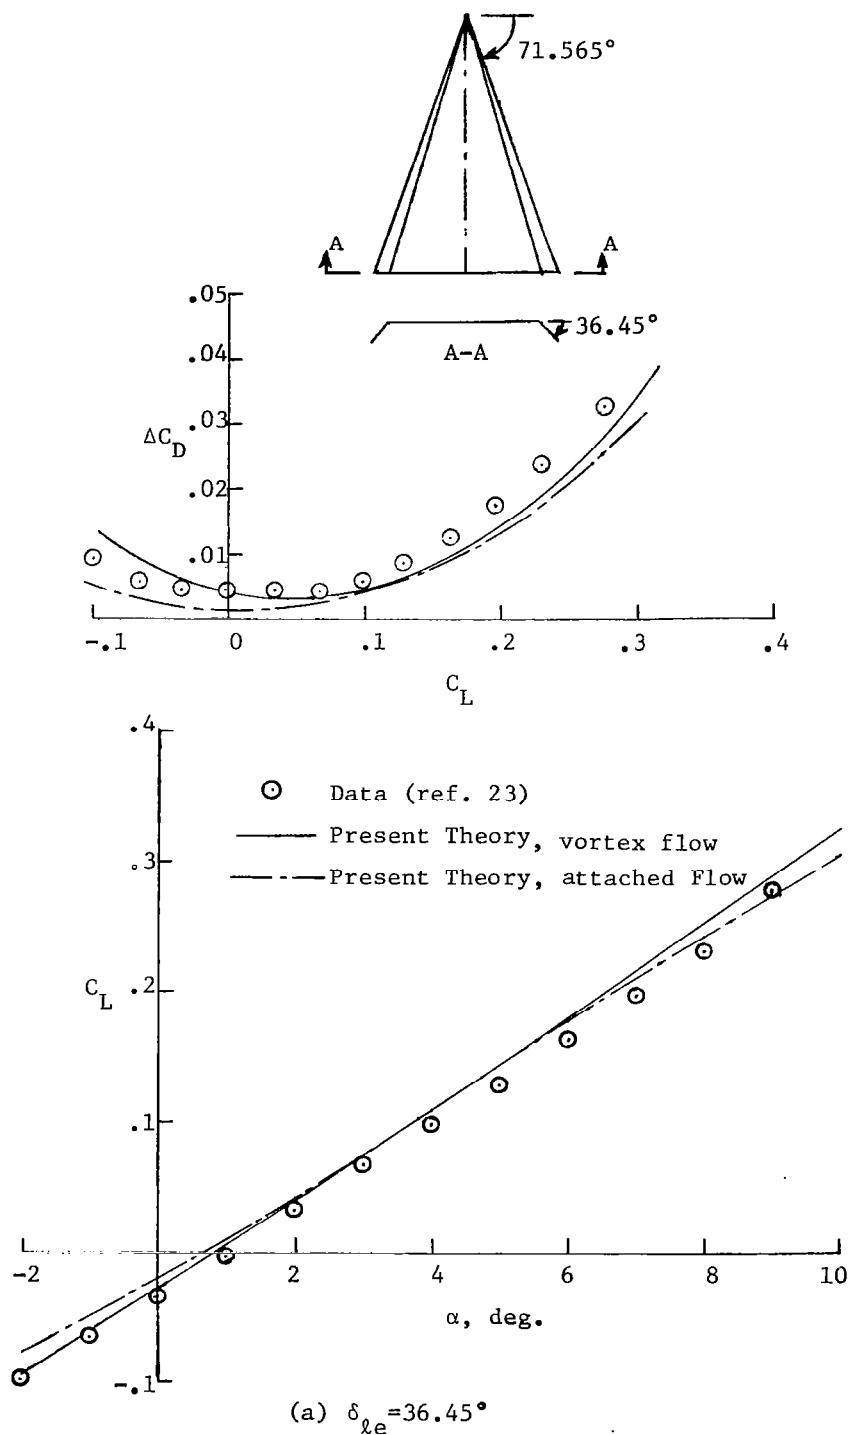 71.565°
A A
36.45°
A-A
.05
.04
.03
ΔC_D
.02
.01
-.1 0 .1 .2 .3 .4
C_L
.4
Data (ref. 23)
Present Theory, vortex flow
.3
Present Theory, attached Flow
C_L .2
.1
-2 2 4 6 8 10
α, deg.
-.1
(a) δ_ℓe=36.45°